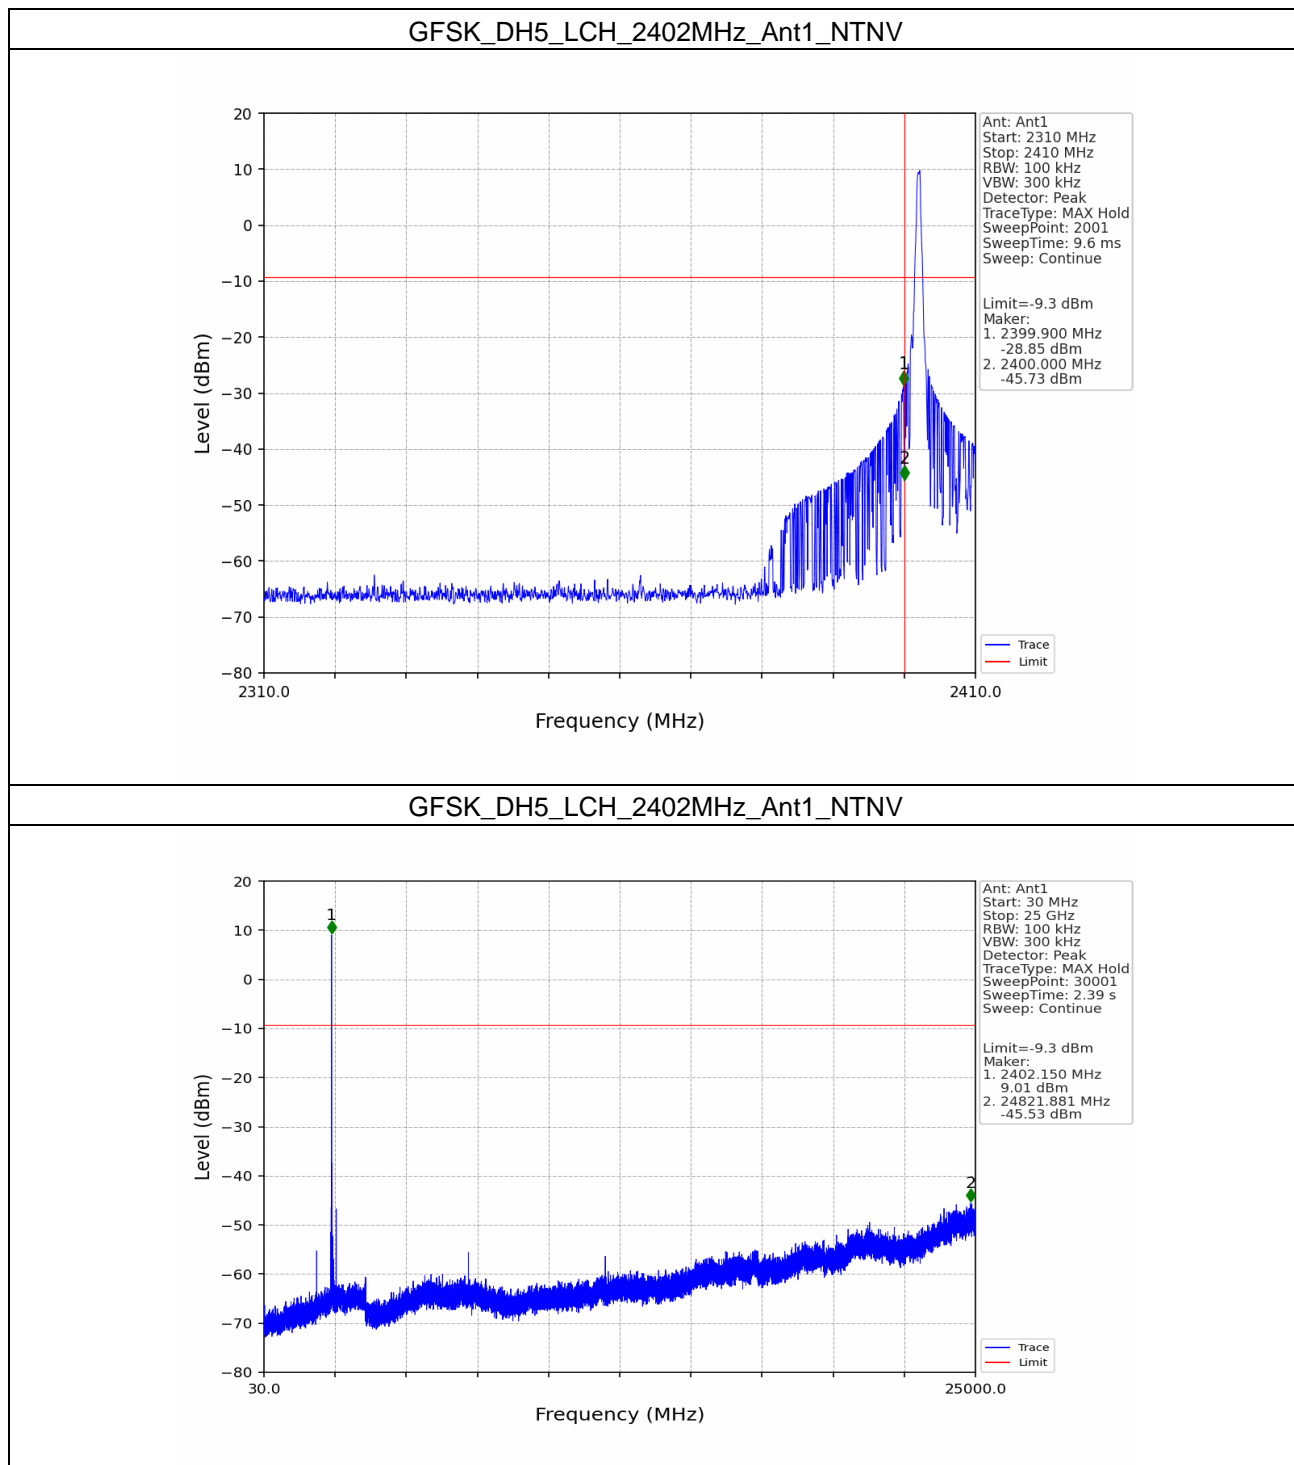 GFSK_DH5_LCH_2402MHz_Ant1_NTNV
20
10
0
−10
−20
−30
−40
−50
−60
−70
−80
Level (dBm)
2310.0
2410.0
Frequency (MHz)
1
2
Ant: Ant1
Start: 2310 MHz
Stop: 2410 MHz
RBW: 100 kHz
VBW: 300 kHz
Detector: Peak
TraceType: MAX Hold
SweepPoint: 2001
SweepTime: 9.6 ms
Sweep: Continue
Limit=-9.3 dBm
Maker:
1. 2399.900 MHz
-28.85 dBm
2. 2400.000 MHz
-45.73 dBm
Trace
Limit
GFSK_DH5_LCH_2402MHz_Ant1_NTNV
20
10
0
−10
−20
−30
−40
−50
−60
−70
−80
Level (dBm)
30.0
25000.0
Frequency (MHz)
1
2
Ant: Ant1
Start: 30 MHz
Stop: 25 GHz
RBW: 100 kHz
VBW: 300 kHz
Detector: Peak
TraceType: MAX Hold
SweepPoint: 30001
SweepTime: 2.39 s
Sweep: Continue
Limit=-9.3 dBm
Maker:
1. 2402.150 MHz
9.01 dBm
2. 24821.881 MHz
-45.53 dBm
Trace
Limit